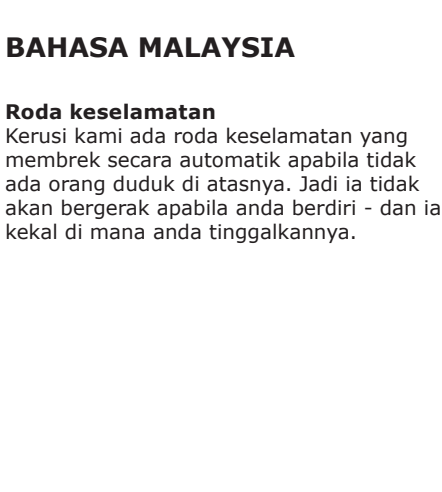 BAHASA MALAYSIA
Roda keselamatan
Kerusi kami ada roda keselamatan yang
membrek secara automatik apabila tidak
ada orang duduk di atasnya. Jadi ia tidak
akan bergerak apabila anda berdiri - dan ia
kekal di mana anda tinggalkannya.